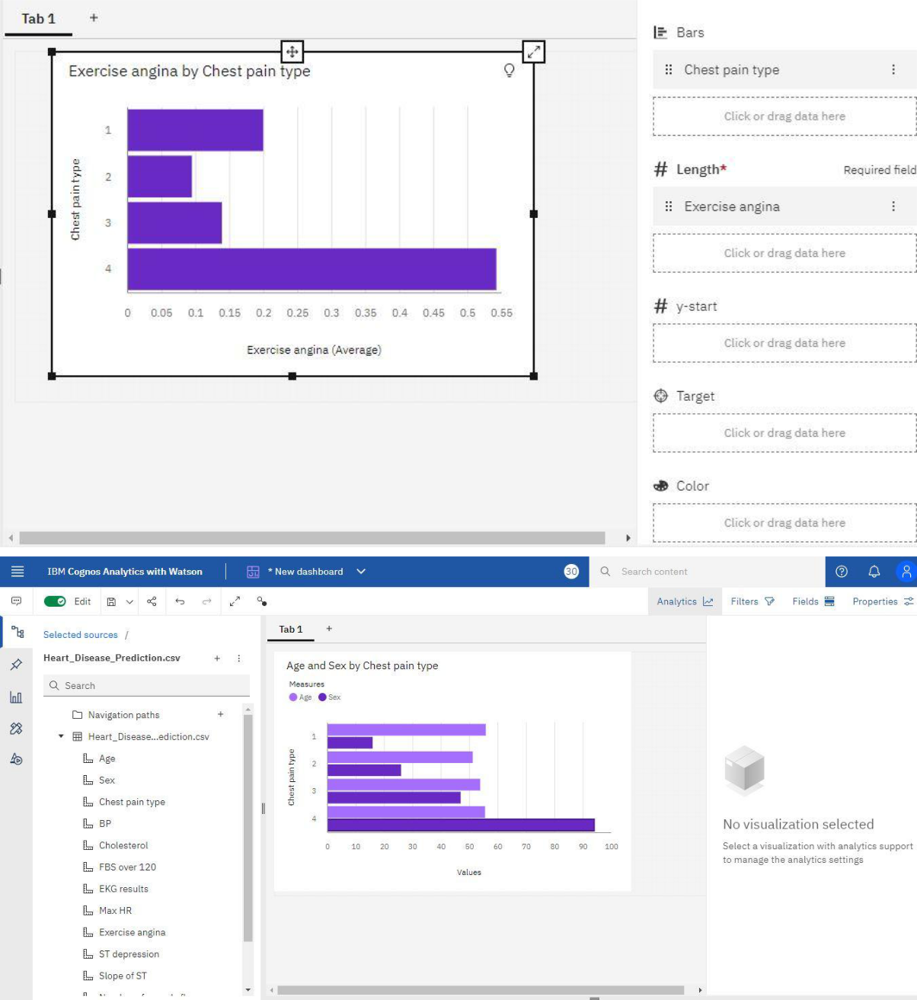 Tab 1 +
Exercise angina by Chest pain type
Chest pain type
1
2
3
4
0 0.05 0.1 0.15 0.2 0.25 0.3 0.35 0.4 0.45 0.5 0.55
Exercise angina (Average)
Bars
Chest pain type
Click or drag data here
# Length* Required field
Exercise angina
Click or drag data here
# y-start
Click or drag data here
Target
Click or drag data here
Color
Click or drag data here
IBM Cognos Analytics with Watson * New dashboard 30 Search content
Edit Analytics Filters Fields Properties
Selected sources /
Heart_Disease_Prediction.csv +
Search
Navigation paths +
Heart_Disease...ediction.csv
Age
Sex
Chest pain type
BP
Cholesterol
FBS over 120
EKG results
Max HR
Exercise angina
ST depression
Slope of ST
Tab 1 +
Age and Sex by Chest pain type
Measures
Age Sex
Chest pain type
1
2
3
4
0 10 20 30 40 50 60 70 80 90 100
Values
No visualization selected
Select a visualization with analytics support
to manage the analytics settings